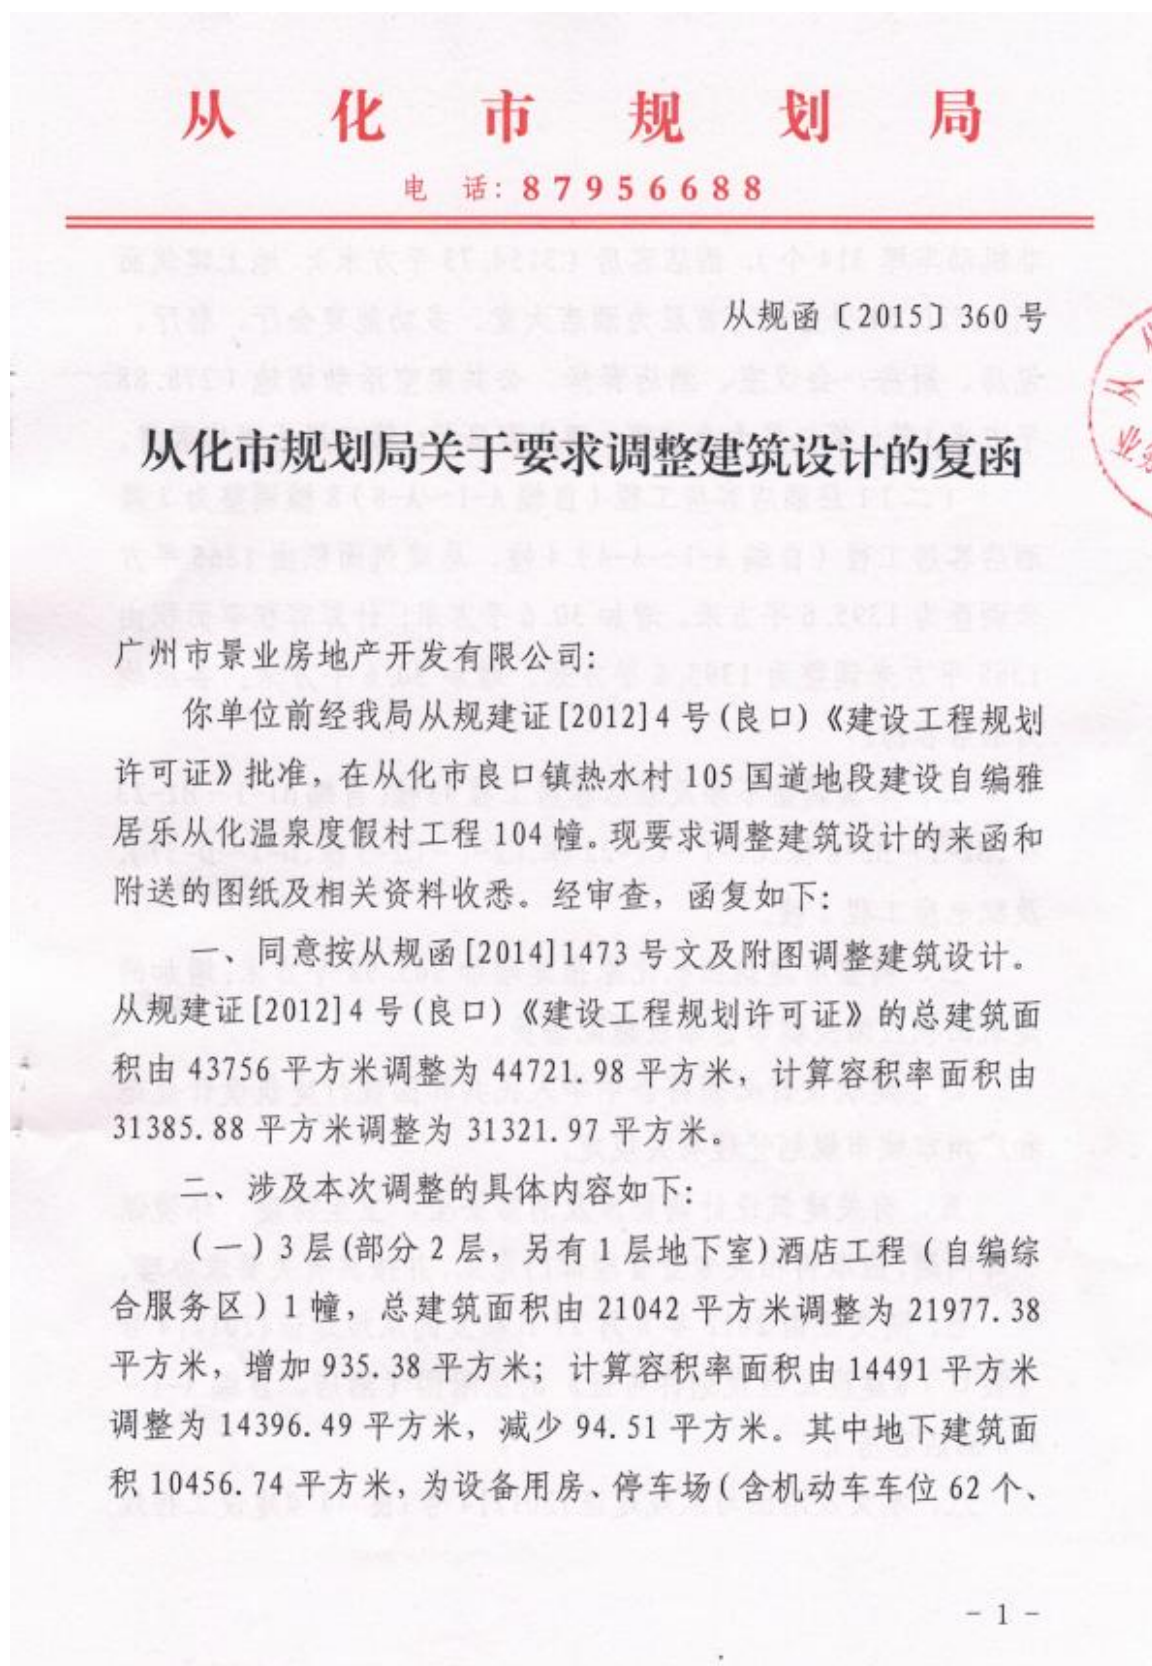 从化市规划局
电 话：87956688
从规函〔2015〕360号
从化市规划局关于要求调整建筑设计的复函
广州市景业房地产开发有限公司：
你单位前经我局从规建证[2012]4号(良口)《建设工程规划
许可证》批准，在从化市良口镇热水村105国道地段建设自编雅
居乐从化温泉度假村工程104幢。现要求调整建筑设计的来函和
附送的图纸及相关资料收悉。经审查，函复如下：
一、同意按从规函[2014]1473号文及附图调整建筑设计。
从规建证[2012]4号(良口)《建设工程规划许可证》的总建筑面
积由43756平方米调整为44721.98平方米，计算容积率面积由
31385.88平方米调整为31321.97平方米。
二、涉及本次调整的具体内容如下：
（一）3层(部分2层，另有1层地下室)酒店工程（自编综
合服务区）1幢，总建筑面积由21042平方米调整为21977.38
平方米，增加935.38平方米；计算容积率面积由14491平方米
调整为14396.49平方米，减少94.51平方米。其中地下建筑面
积10456.74平方米，为设备用房、停车场(含机动车车位62个、
- 1 -